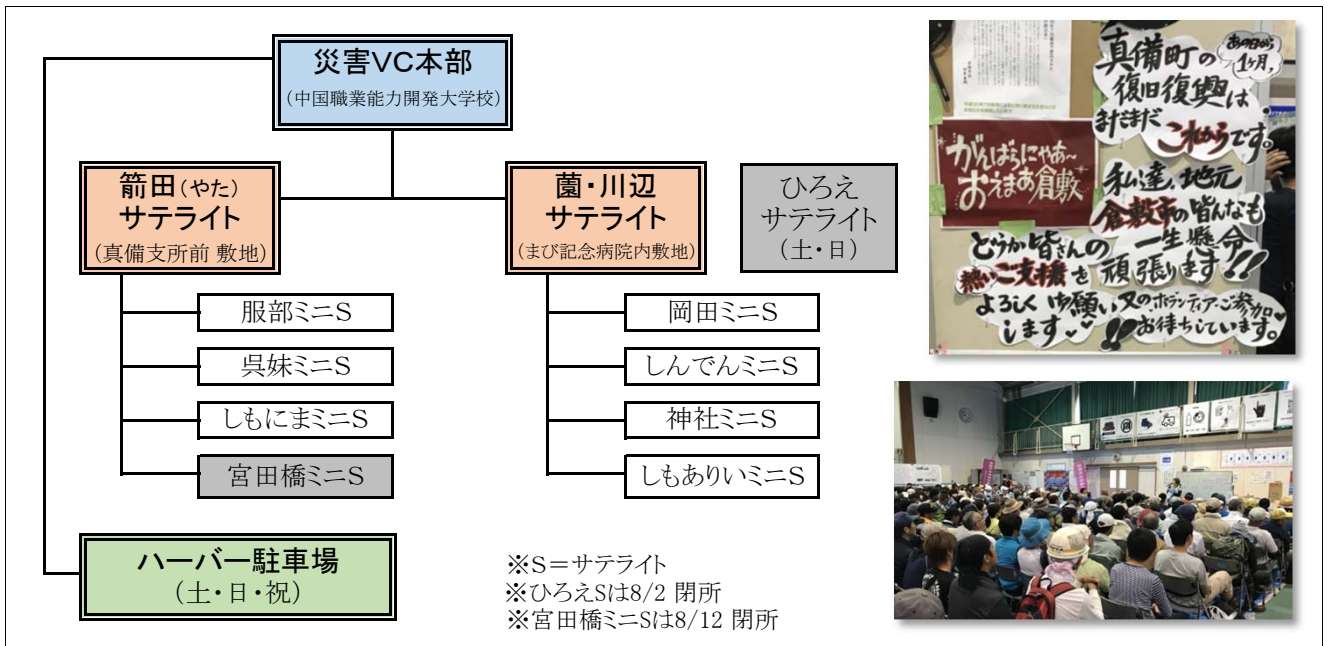 災害VC本部
(中国職業能力開発大学校)
箭田(やた)
サテライト
(真備支所前 敷地)
薗・川辺
サテライト
(まび記念病院内敷地)
ひろえ
サテライト
(土・日)
服部ミニS
呉妹ミニS
しもにまミニS
宮田橋ミニS
岡田ミニS
しんでんミニS
神社ミニS
しもありいミニS
ハーバー駐車場
(土・日・祝)
※S=サテライト
※ひろえSは8/2 閉所
※宮田橋ミニSは8/12 閉所
あの日から
1ヶ月,
真備町の
復旧復興は
まだまだ
これからです。
がんばらにゃあ~
おえまあ倉敷
私達、地元
倉敷市の皆んなも
一生懸命
頑張ります!!
どうか皆さんの
熱いご支援を
よろしくお願い
します
又の、ボランティアご参加
お待ちしています。